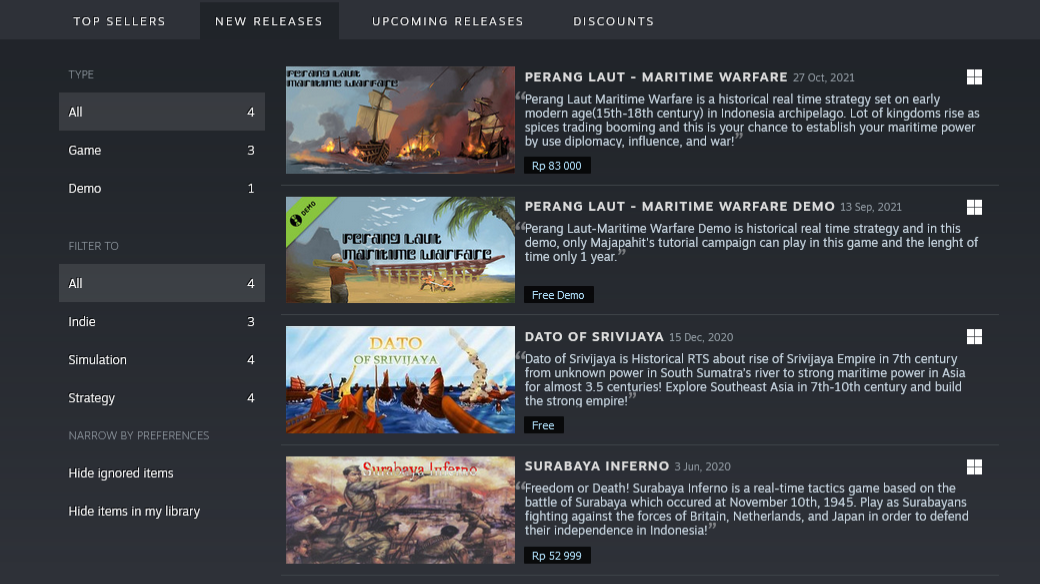 TOP SELLERS
NEW RELEASES
UPCOMING RELEASES
DISCOUNTS
TYPE
All 4
Game 3
Demo 1
FILTER TO
All 4
Indie 3
Simulation 4
Strategy 4
NARROW BY PREFERENCES
Hide ignored items
Hide items in my library
Perang Laut
Maritime Warfare
PERANG LAUT - MARITIME WARFARE 27 Oct, 2021
“Perang Laut Maritime Warfare is a historical real time strategy set on early
modern age(15th-18th century) in Indonesia archipelago. Lot of kingdoms rise as
spices trading booming and this is your chance to establish your maritime power
by use diplomacy, influence, and war!”
Rp 83 000
DEMO
Perang Laut
Maritime Warfare
PERANG LAUT - MARITIME WARFARE DEMO 13 Sep, 2021
“Perang Laut-Maritime Warfare Demo is historical real time strategy and in this
demo, only Majapahit's tutorial campaign can play in this game and the lenght of
time only 1 year.”
Free Demo
DATO
OF SRIVIJAYA
DATO OF SRIVIJAYA 15 Dec, 2020
“Dato of Srivijaya is Historical RTS about rise of Srivijaya Empire in 7th century
from unknown power in South Sumatra's river to strong maritime power in Asia
for almost 3.5 centuries! Explore Southeast Asia in 7th-10th century and build
the strong empire!”
Free
Surabaya Inferno
SURABAYA INFERNO 3 Jun, 2020
“Freedom or Death! Surabaya Inferno is a real-time tactics game based on the
battle of Surabaya which occured at November 10th, 1945. Play as Surabayans
fighting against the forces of Britain, Netherlands, and Japan in order to defend
their independence in Indonesia!”
Rp 52 999